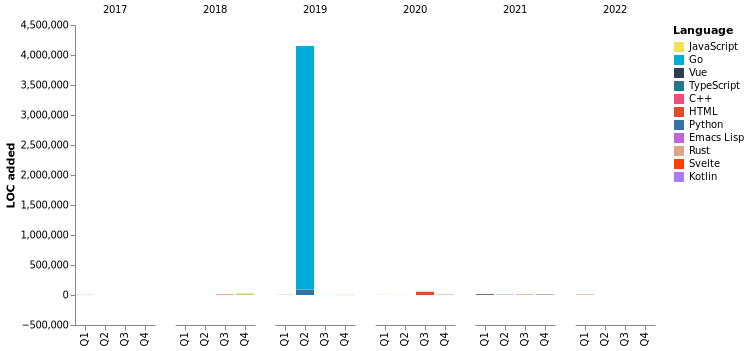 2017 2018 2019 2020 2021 2022
4,500,000
4,000,000
3,500,000
3,000,000
2,500,000
2,000,000
1,500,000
1,000,000
500,000
0
−500,000
LOC added
Q1 Q2 Q3 Q4 Q1 Q2 Q3 Q4 Q1 Q2 Q3 Q4 Q1 Q2 Q3 Q4 Q1 Q2 Q3 Q4 Q1 Q2 Q3 Q4
Language
JavaScript
Go
Vue
TypeScript
C++
HTML
Python
Emacs Lisp
Rust
Svelte
Kotlin